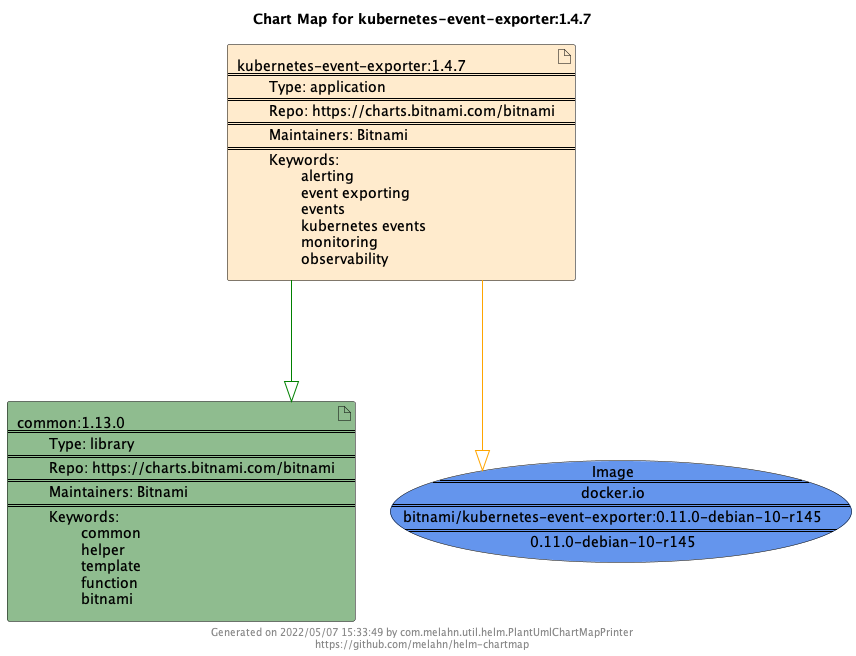 Chart Map for kubernetes-event-exporter:1.4.7
kubernetes-event-exporter:1.4.7
Type: application
Repo: https://charts.bitnami.com/bitnami
Maintainers: Bitnami
Keywords:
alerting
event exporting
events
kubernetes events
monitoring
observability
common:1.13.0
Type: library
Repo: https://charts.bitnami.com/bitnami
Maintainers: Bitnami
Keywords:
common
helper
template
function
bitnami
Image
docker.io
bitnami/kubernetes-event-exporter:0.11.0-debian-10-r145
0.11.0-debian-10-r145
Generated on 2022/05/07 15:33:49 by com.melahn.util.helm.PlantUmlChartMapPrinter
https://github.com/melahn/helm-chartmap